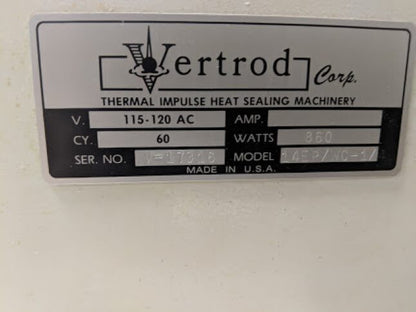 Vertrod Corp.
THERMAL IMPULSE HEAT SEALING MACHINERY
V. 115-120 AC AMP.
CY. 60 WATTS 860
SER. NO. MODEL
MADE IN U.S.A.